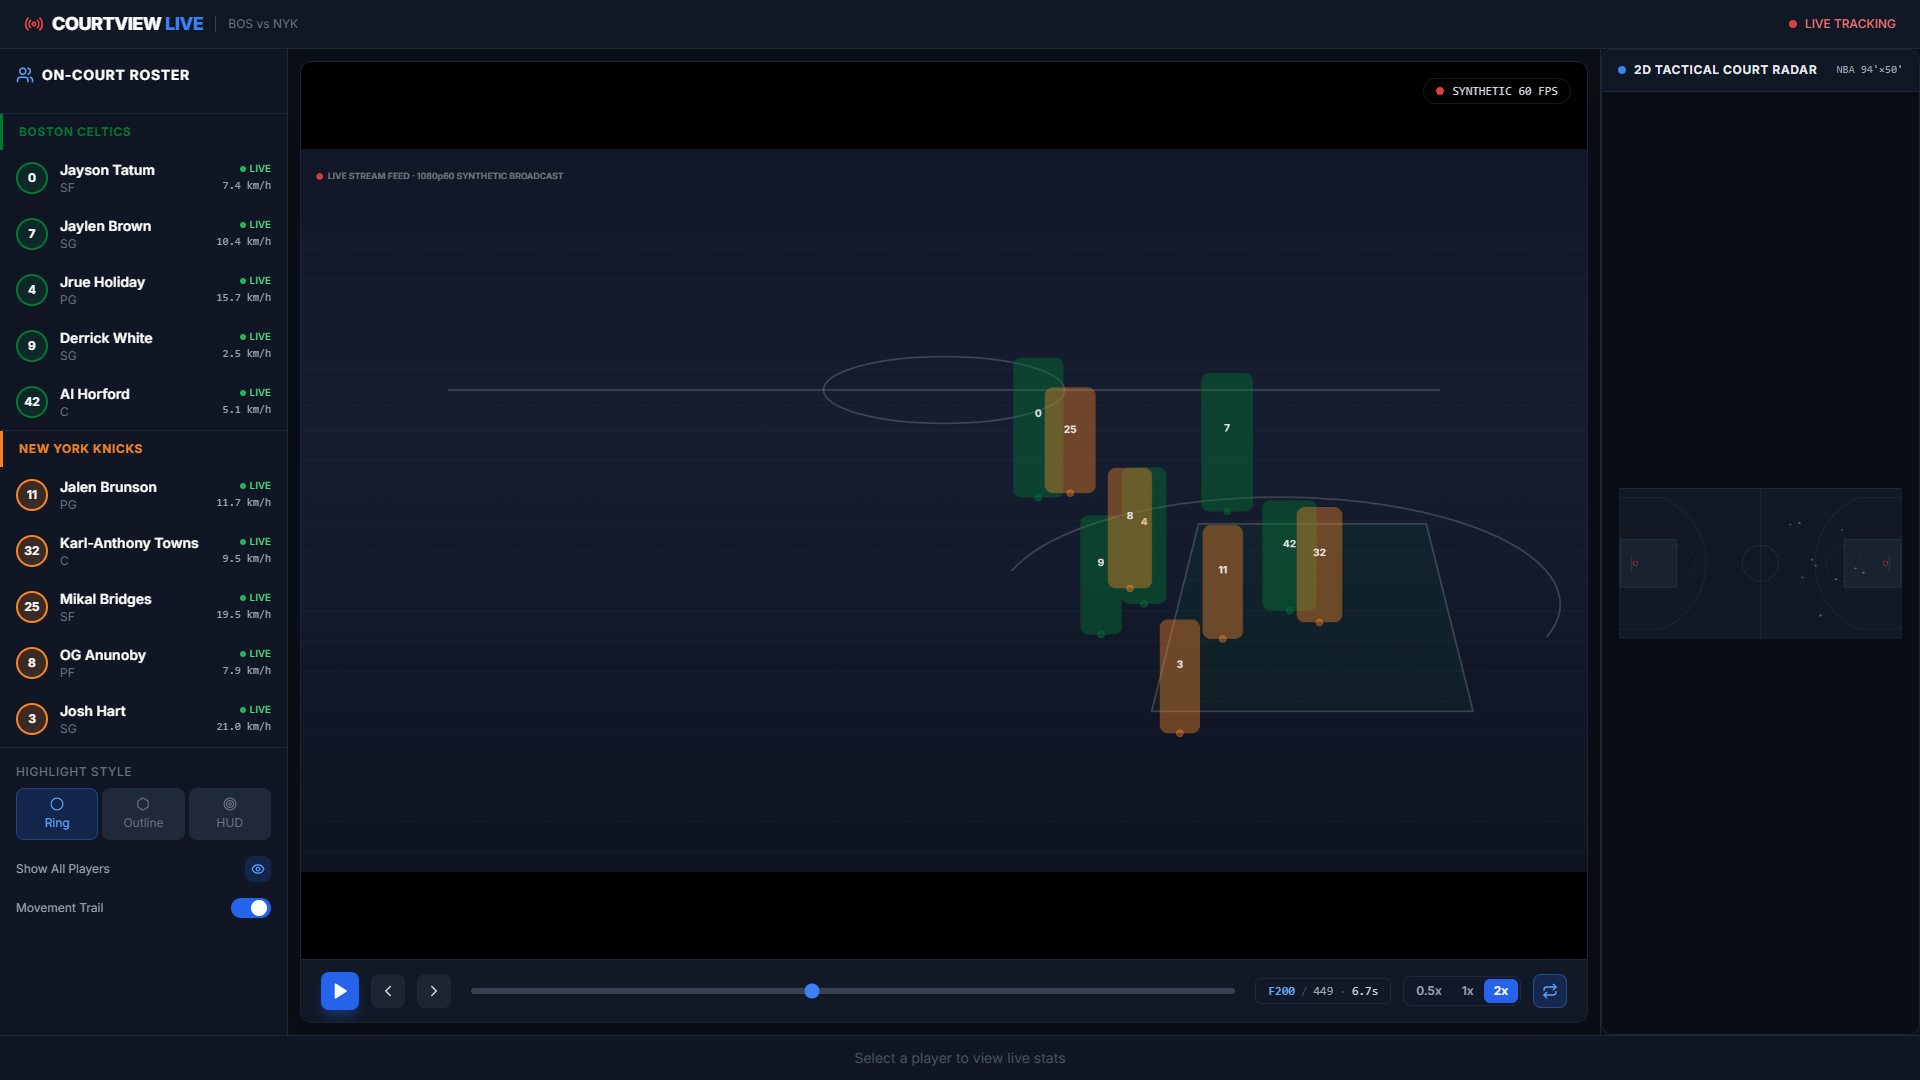 COURTVIEW LIVE
BOS vs NYK
LIVE TRACKING
ON-COURT ROSTER
BOSTON CELTICS
0
Jayson Tatum
SF
LIVE
7.4 km/h
7
Jaylen Brown
SG
LIVE
10.4 km/h
4
Jrue Holiday
PG
LIVE
15.7 km/h
9
Derrick White
SG
LIVE
2.5 km/h
42
Al Horford
C
LIVE
5.1 km/h
NEW YORK KNICKS
11
Jalen Brunson
PG
LIVE
11.7 km/h
32
Karl-Anthony Towns
C
LIVE
9.5 km/h
25
Mikal Bridges
SF
LIVE
19.5 km/h
8
OG Anunoby
PF
LIVE
7.9 km/h
3
Josh Hart
SG
LIVE
21.0 km/h
HIGHLIGHT STYLE
Ring
Outline
HUD
Show All Players
Movement Trail
SYNTHETIC 60 FPS
LIVE STREAM FEED · 1080p60 SYNTHETIC BROADCAST
0
25
7
8
4
9
42
32
11
3
F200 / 449 · 6.7s
0.5x
1x
2x
2D TACTICAL COURT RADAR
NBA 94'×50'
Select a player to view live stats